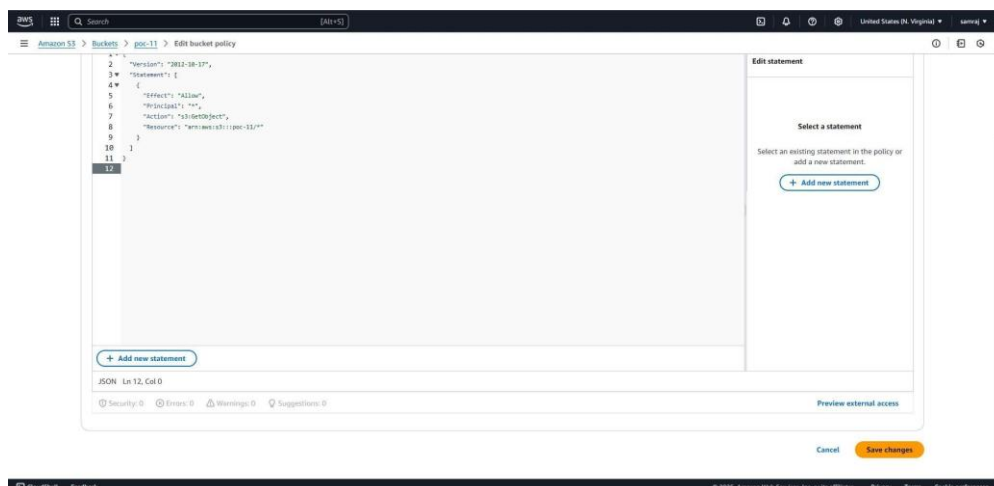 aws Search [Alt+S] United States (N. Virginia) samraj
Amazon S3 > Buckets > poc-11 > Edit bucket policy
2 "Version": "2012-10-17",
3 "Statement": [
4 {
5 "Effect": "Allow",
6 "Principal": "*",
7 "Action": "s3:GetObject",
8 "Resource": "arn:aws:s3:::poc-11/*"
9 }
10 ]
11 }
12
Edit statement
Select a statement
Select an existing statement in the policy or
add a new statement.
+ Add new statement
+ Add new statement
JSON Ln 12, Col 0
Security: 0 Errors: 0 Warnings: 0 Suggestions: 0
Preview external access
Cancel Save changes